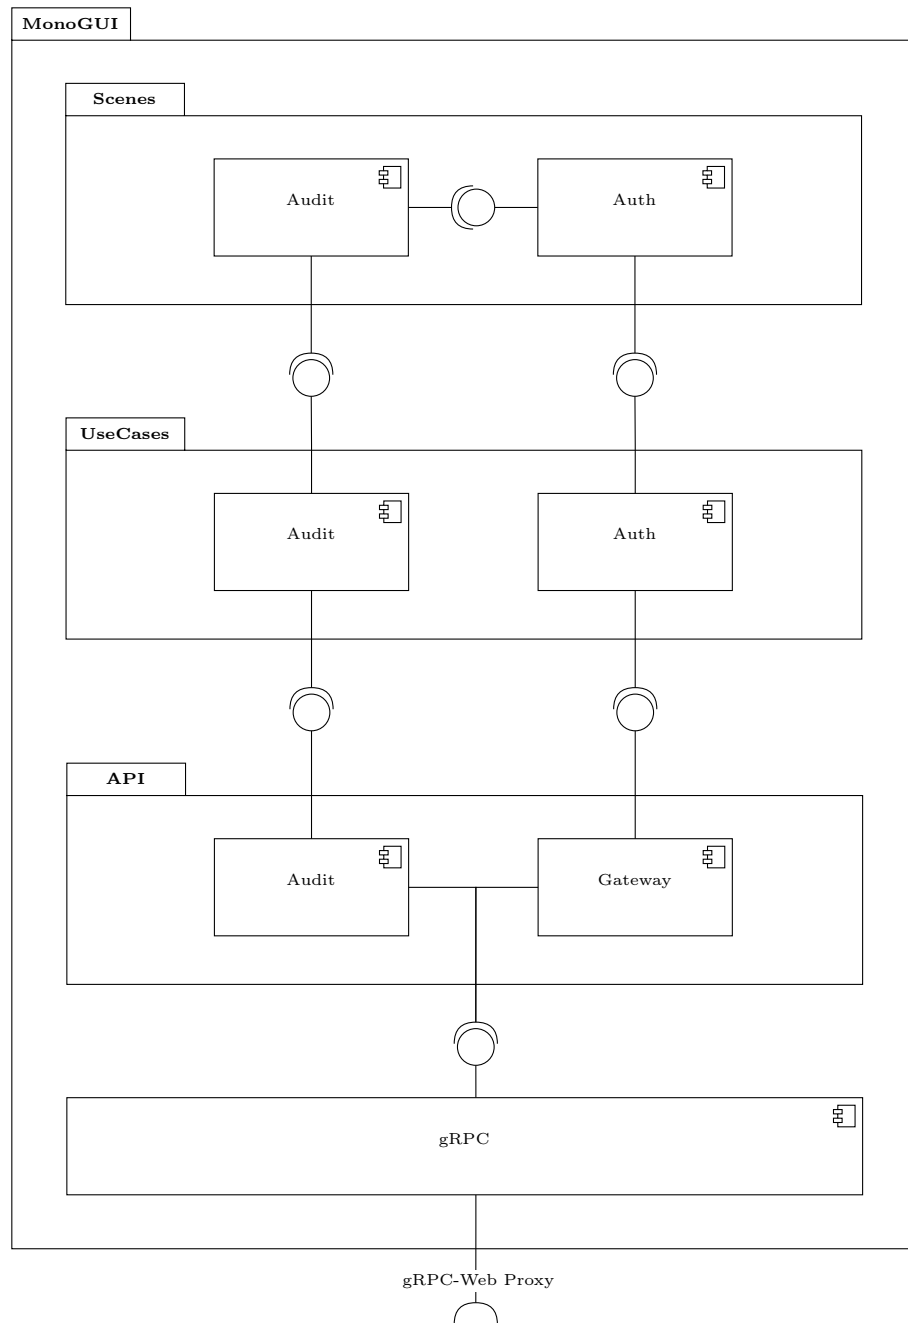 MonoGUI
Scenes
Audit
Auth
UseCases
Audit
Auth
API
Audit
Gateway
gRPC
gRPC-Web Proxy